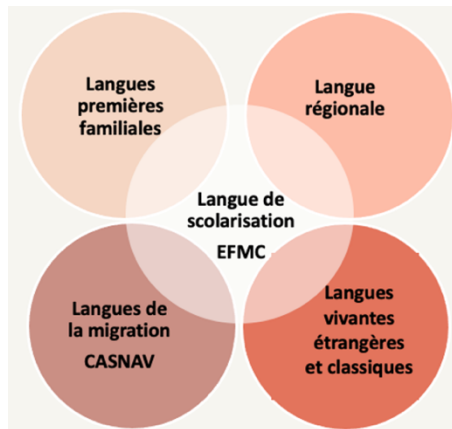 Langues
premières
familiales
Langue
régionale
Langue de
scolarisation
EFMC
Langues de
la migration
CASNAV
Langues
vivantes
étrangères
et classiques